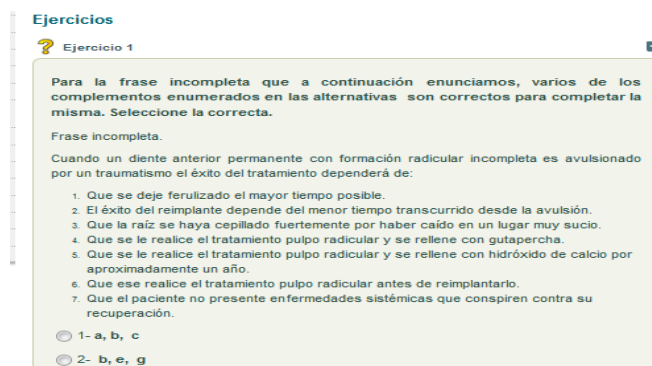 Ejercicios
Ejercicio 1
Para la frase incompleta que a continuación enunciamos, varios de los
complementos enumerados en las alternativas son correctos para completar la
misma. Seleccione la correcta.
Frase incompleta.
Cuando un diente anterior permanente con formación radicular incompleta es avulsionado
por un traumatismo el éxito del tratamiento dependerá de:
1. Que se deje ferulizado el mayor tiempo posible.
2. El éxito del reimplante depende del menor tiempo transcurrido desde la avulsión.
3. Que la raíz se haya cepillado fuertemente por haber caído en un lugar muy sucio.
4. Que se le realice el tratamiento pulpo radicular y se rellene con gutapercha.
5. Que se le realice el tratamiento pulpo radicular y se rellene con hidróxido de calcio por
aproximadamente un año.
6. Que ese realice el tratamiento pulpo radicular antes de reimplantarlo.
7. Que el paciente no presente enfermedades sistémicas que conspiren contra su
recuperación.
1- a, b, c
2- b, e, g